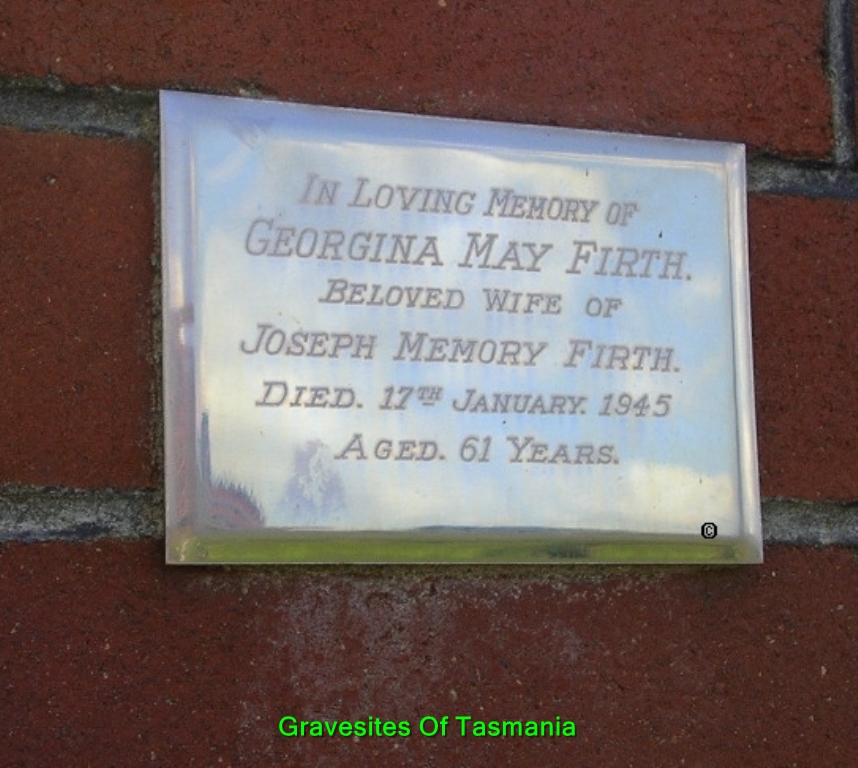 In Loving Memory of
Georgina May Firth.
Beloved wife of
Joseph Memory Firth.
Died. 17TH January. 1945
Aged. 61 Years.
©
Gravesites Of Tasmania